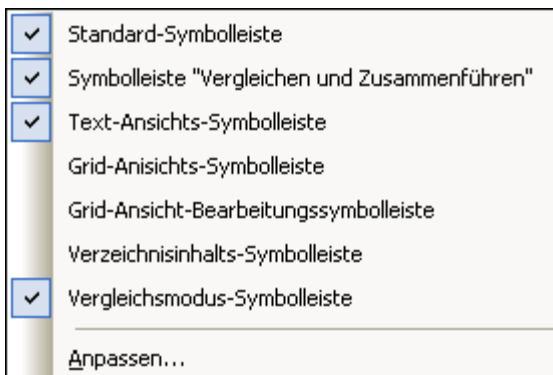 Standard-Symbolleiste
Symbolleiste "Vergleichen und Zusammenführen"
Text-Ansichts-Symbolleiste
Grid-Anisichts-Symbolleiste
Grid-Ansicht-Bearbeitungssymbolleiste
Verzeichnisinhalts-Symbolleiste
Vergleichsmodus-Symbolleiste
Anpassen...